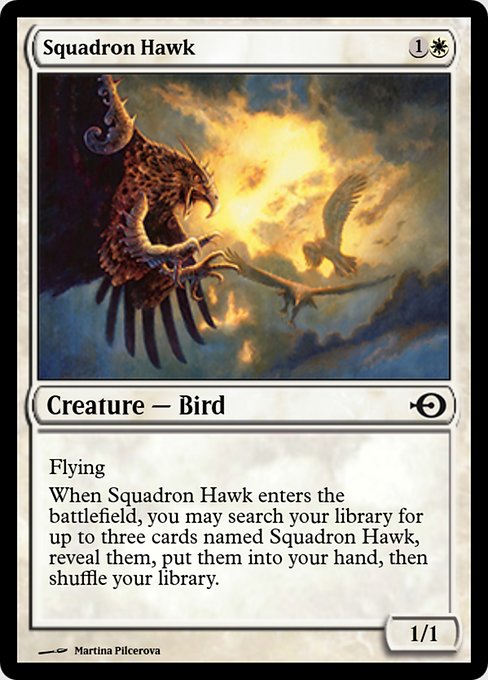 Squadron Hawk 1
Creature — Bird
Flying
When Squadron Hawk enters the
battlefield, you may search your library for
up to three cards named Squadron Hawk,
reveal them, put them into your hand, then
shuffle your library.
1/1
Martina Pilcerova